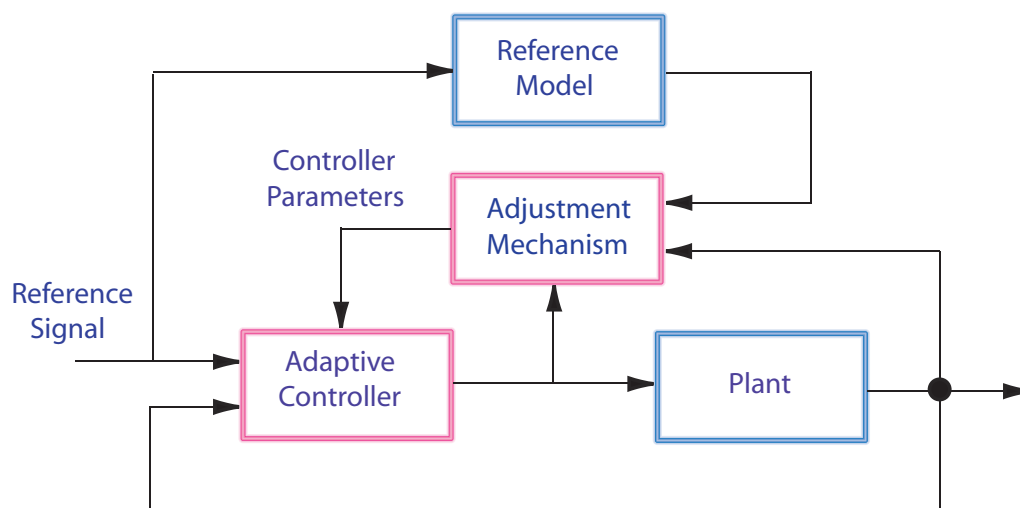 Reference
Model
Controller
Parameters
Adjustment
Mechanism
Reference
Signal
Adaptive
Controller
Plant